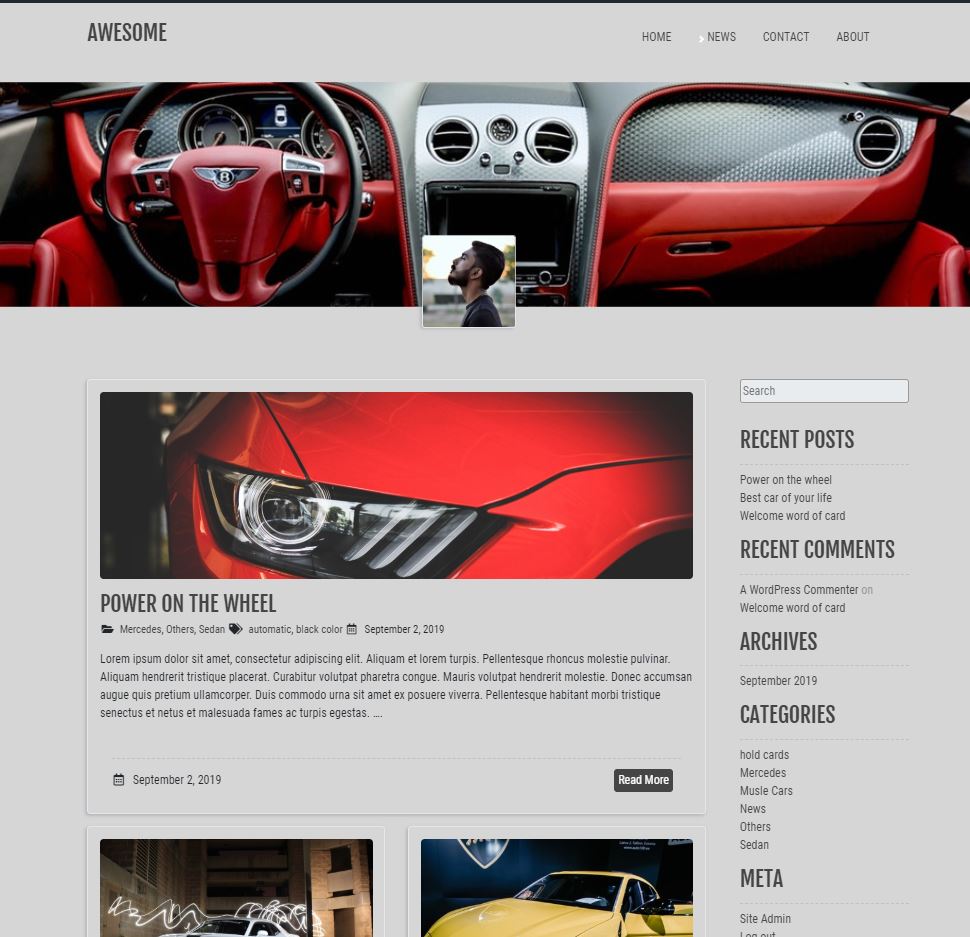 AWESOME
HOME
NEWS
CONTACT
ABOUT
B
POWER ON THE WHEEL
Mercedes, Others, Sedan automatic, black color September 2, 2019
Lorem ipsum dolor sit amet, consectetur adipiscing elit. Aliquam et lorem turpis. Pellentesque rhoncus molestie pulvinar.
Aliquam hendrerit tristique placerat. Curabitur volutpat pharetra congue. Mauris volutpat hendrerit molestie. Donec accumsan
augue quis pretium ullamcorper. Duis commodo urna sit amet ex posuere viverra. Pellentesque habitant morbi tristique
senectus et netus et malesuada fames ac turpis egestas. ....
September 2, 2019
Read More
Search
RECENT POSTS
Power on the wheel
Best car of your life
Welcome word of card
RECENT COMMENTS
A WordPress Commenter on
Welcome word of card
ARCHIVES
September 2019
CATEGORIES
hold cards
Mercedes
Musle Cars
News
Others
Sedan
META
Site Admin
Log out